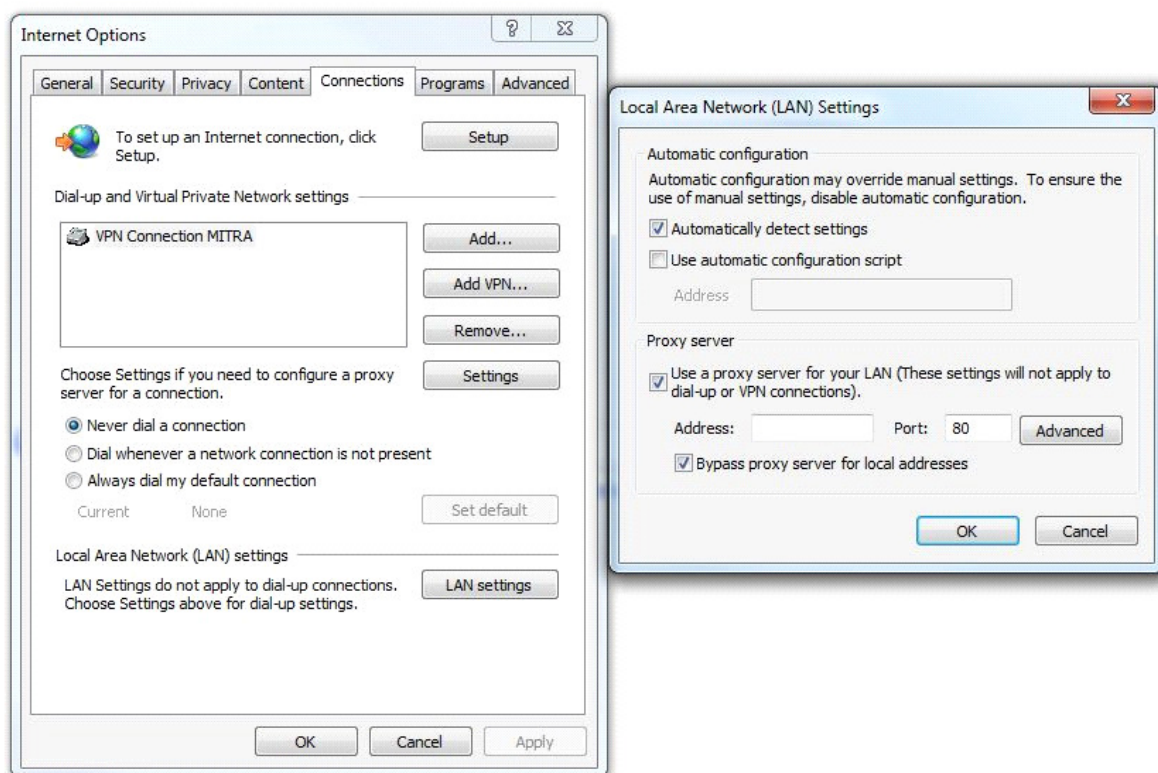 Internet Options
General Security Privacy Content Connections Programs Advanced
To set up an Internet connection, click
Setup.
Setup
Dial-up and Virtual Private Network settings
VPN Connection MITRA
Add...
Add VPN...
Remove...
Choose Settings if you need to configure a proxy
server for a connection.
Settings
Never dial a connection
Dial whenever a network connection is not present
Always dial my default connection
Current None
Set default
Local Area Network (LAN) settings
LAN Settings do not apply to dial-up connections.
Choose Settings above for dial-up settings.
LAN settings
OK Cancel Apply
Local Area Network (LAN) Settings
Automatic configuration
Automatic configuration may override manual settings. To ensure the
use of manual settings, disable automatic configuration.
Automatically detect settings
Use automatic configuration script
Address
Proxy server
Use a proxy server for your LAN (These settings will not apply to
dial-up or VPN connections).
Address: Port: 80 Advanced
Bypass proxy server for local addresses
OK Cancel